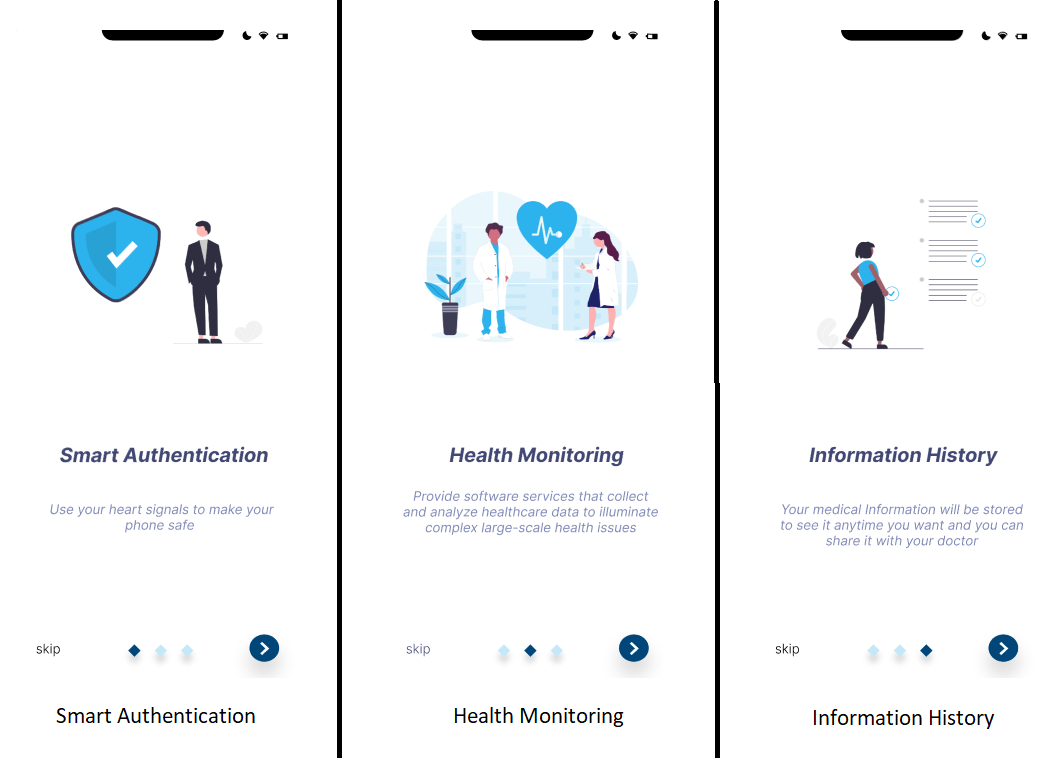 Smart Authentication
Use your heart signals to make your
phone safe
skip
Smart Authentication
Health Monitoring
Provide software services that collect
and analyze healthcare data to illuminate
complex large-scale health issues
skip
Health Monitoring
Information History
Your medical Information will be stored
to see it anytime you want and you can
share it with your doctor
skip
Information History